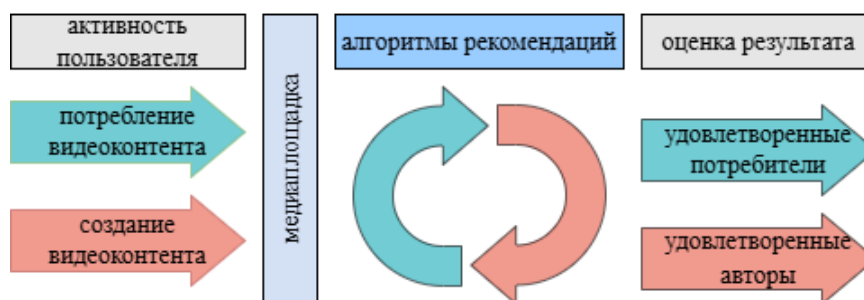 активность
пользователя
потребление
видеоконтента
создание
видеоконтента
медиаплощадка
алгоритмы рекомендаций
оценка результата
удовлетворенные
потребители
удовлетворенные
авторы